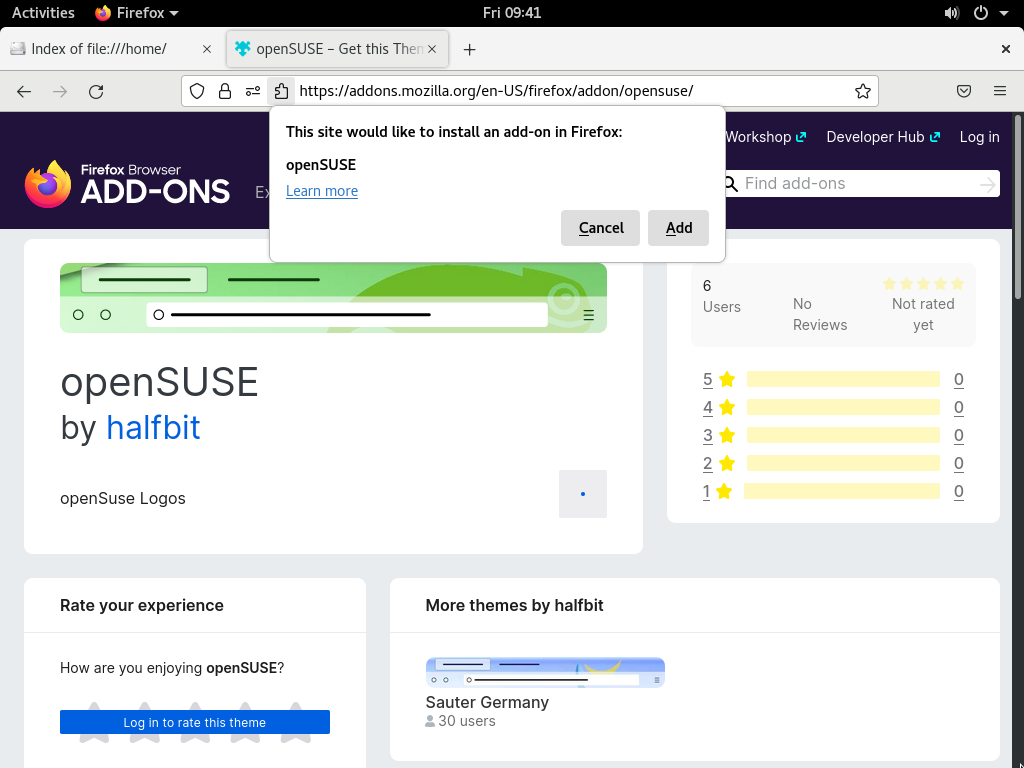 Activities Firefox Fri 09:41
Index of file:///home/ openSUSE – Get this Them
https://addons.mozilla.org/en-US/firefox/addon/opensuse/
This site would like to install an add-on in Firefox:
openSUSE
Learn more
Cancel Add
Workshop Developer Hub Log in
Firefox Browser
ADD-ONS
Ex
Find add-ons
openSUSE
by halfbit
openSuse Logos
6
Users
No
Reviews
Not rated
yet
5 0
4 0
3 0
2 0
1 0
Rate your experience
How are you enjoying openSUSE?
Log in to rate this theme
More themes by halfbit
Sauter Germany
30 users